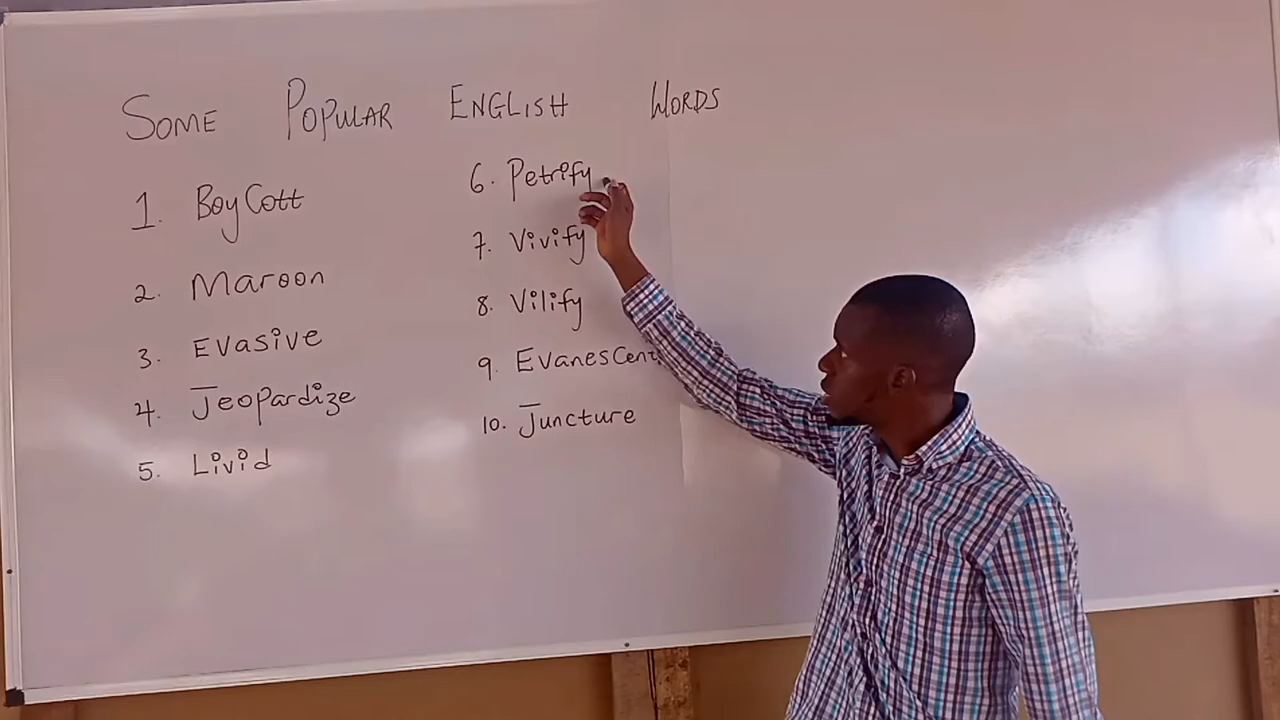 SOME POPULAR ENGLISH WORDS
1. BoyCott
2. Maroon
3. Evasive
4. Jeopardize
5. Livid
6. Petrify
7. Vivify
8. Vilify
9. EvanesCent
10. Juncture